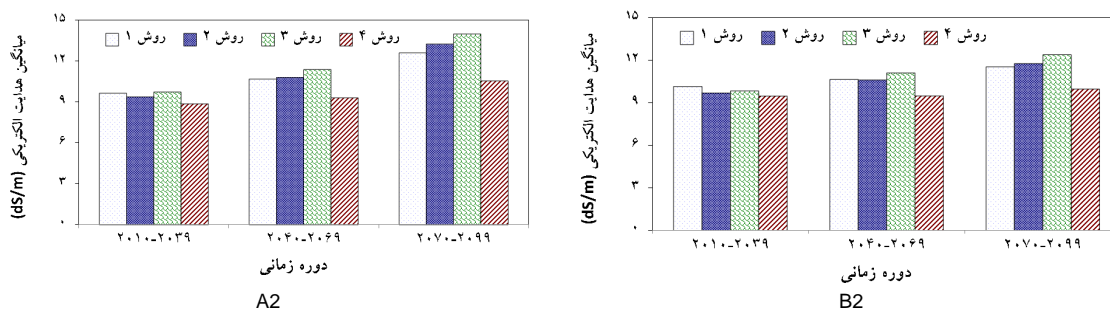 میانگین هدایت الکتریکی (dS/m)
۱۵
۱۲
۹
۶
۳
۰
روش ۱
روش ۲
روش ۳
روش ۴
۲۰۱۰-۲۰۳۹
۲۰۴۰-۲۰۶۹
۲۰۷۰-۲۰۹۹
دوره زمانی
A2
میانگین هدایت الکتریکی (dS/m)
۱۵
۱۲
۹
۶
۳
۰
روش ۱
روش ۲
روش ۳
روش ۴
۲۰۱۰-۲۰۳۹
۲۰۴۰-۲۰۶۹
۲۰۷۰-۲۰۹۹
دوره زمانی
B2